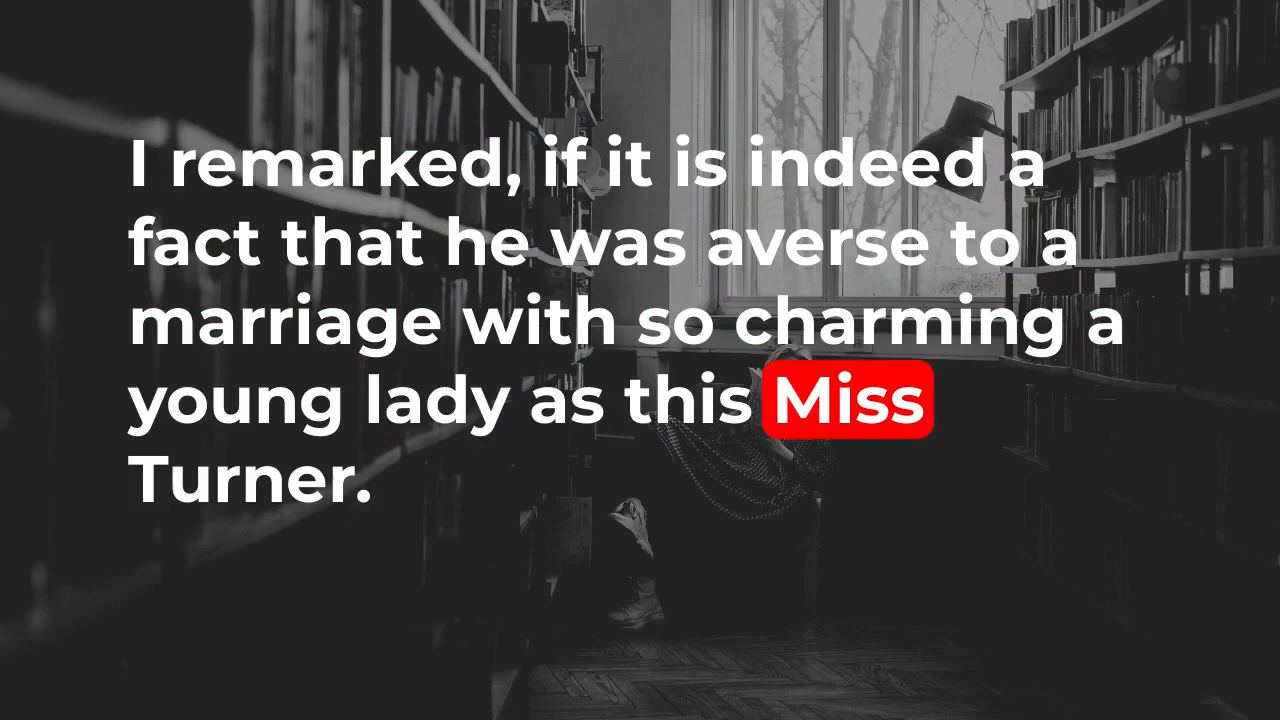 I remarked, if it is indeed a
fact that he was averse to a
marriage with so charming a
young lady as this Miss
Turner.